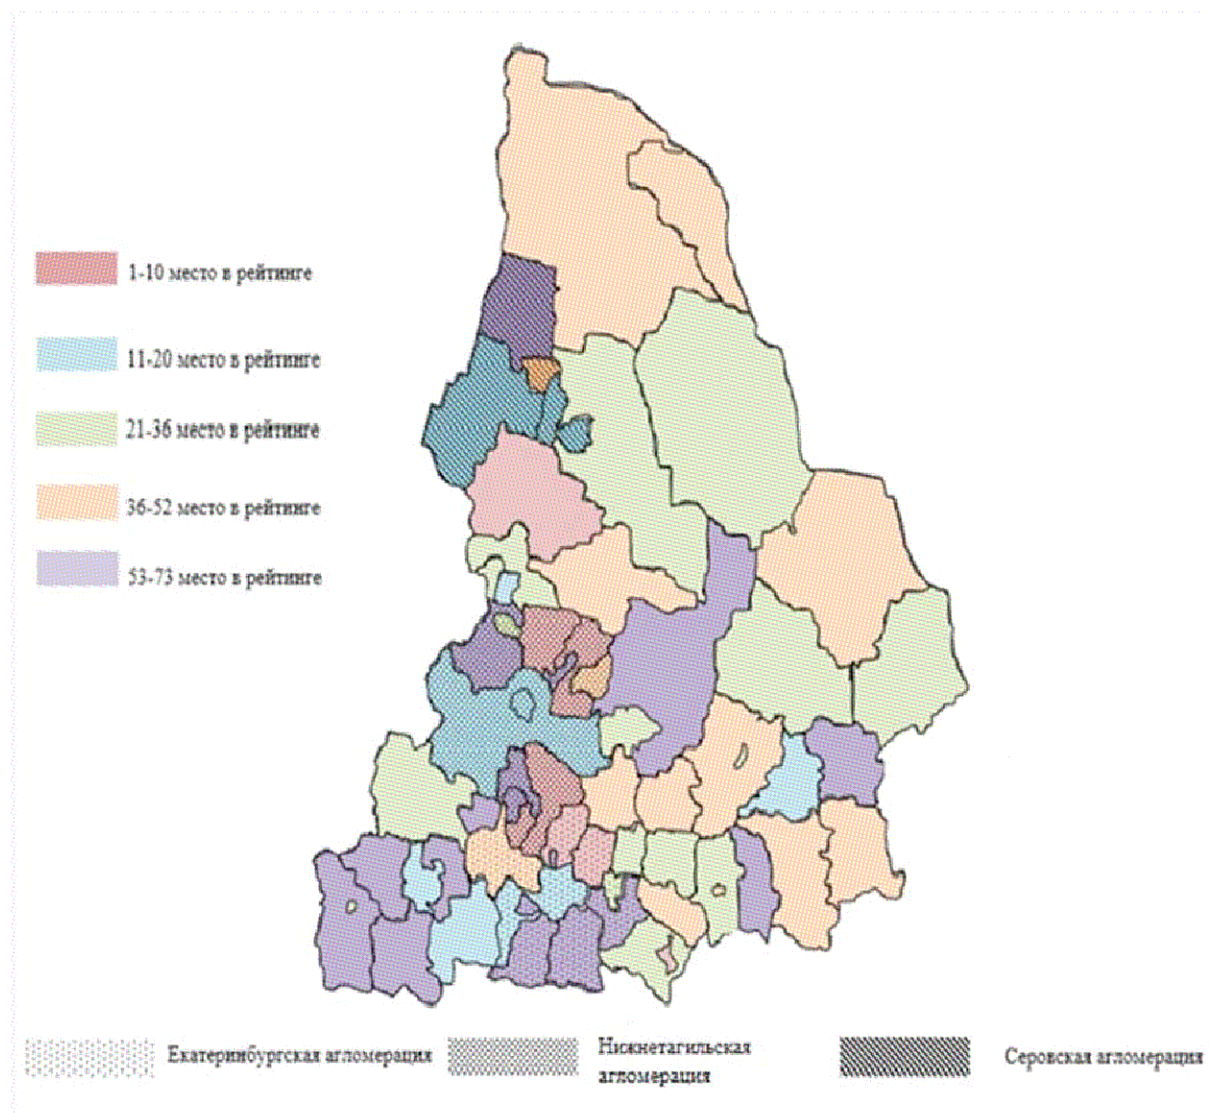 1-10 место в рейтинге
11-20 место в рейтинге
21-36 место в рейтинге
36-52 место в рейтинге
53-73 место в рейтинге
Екатеринбургская агломерация
Нижнетагильская
агломерация
Серовская агломерация